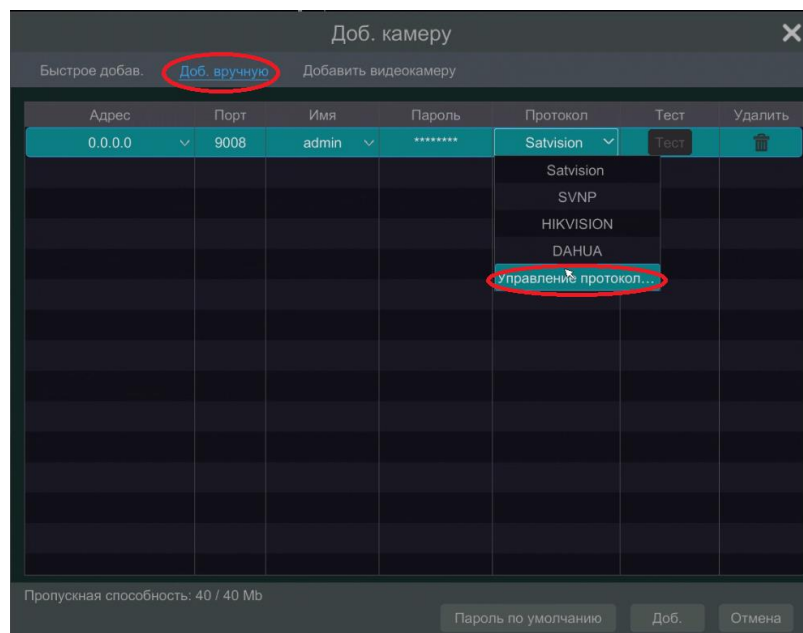 Доб. камеру
Быстрое добав. Доб. вручную Добавить видеокамеру
Адрес Порт Имя Пароль Протокол Тест Удалить
0.0.0.0 9008 admin ******** Satvision Тест
Satvision
SVNP
HIKVISION
DAHUA
Управление протокол...
Пропускная способность: 40 / 40 Mb
Пароль по умолчанию Доб. Отмена